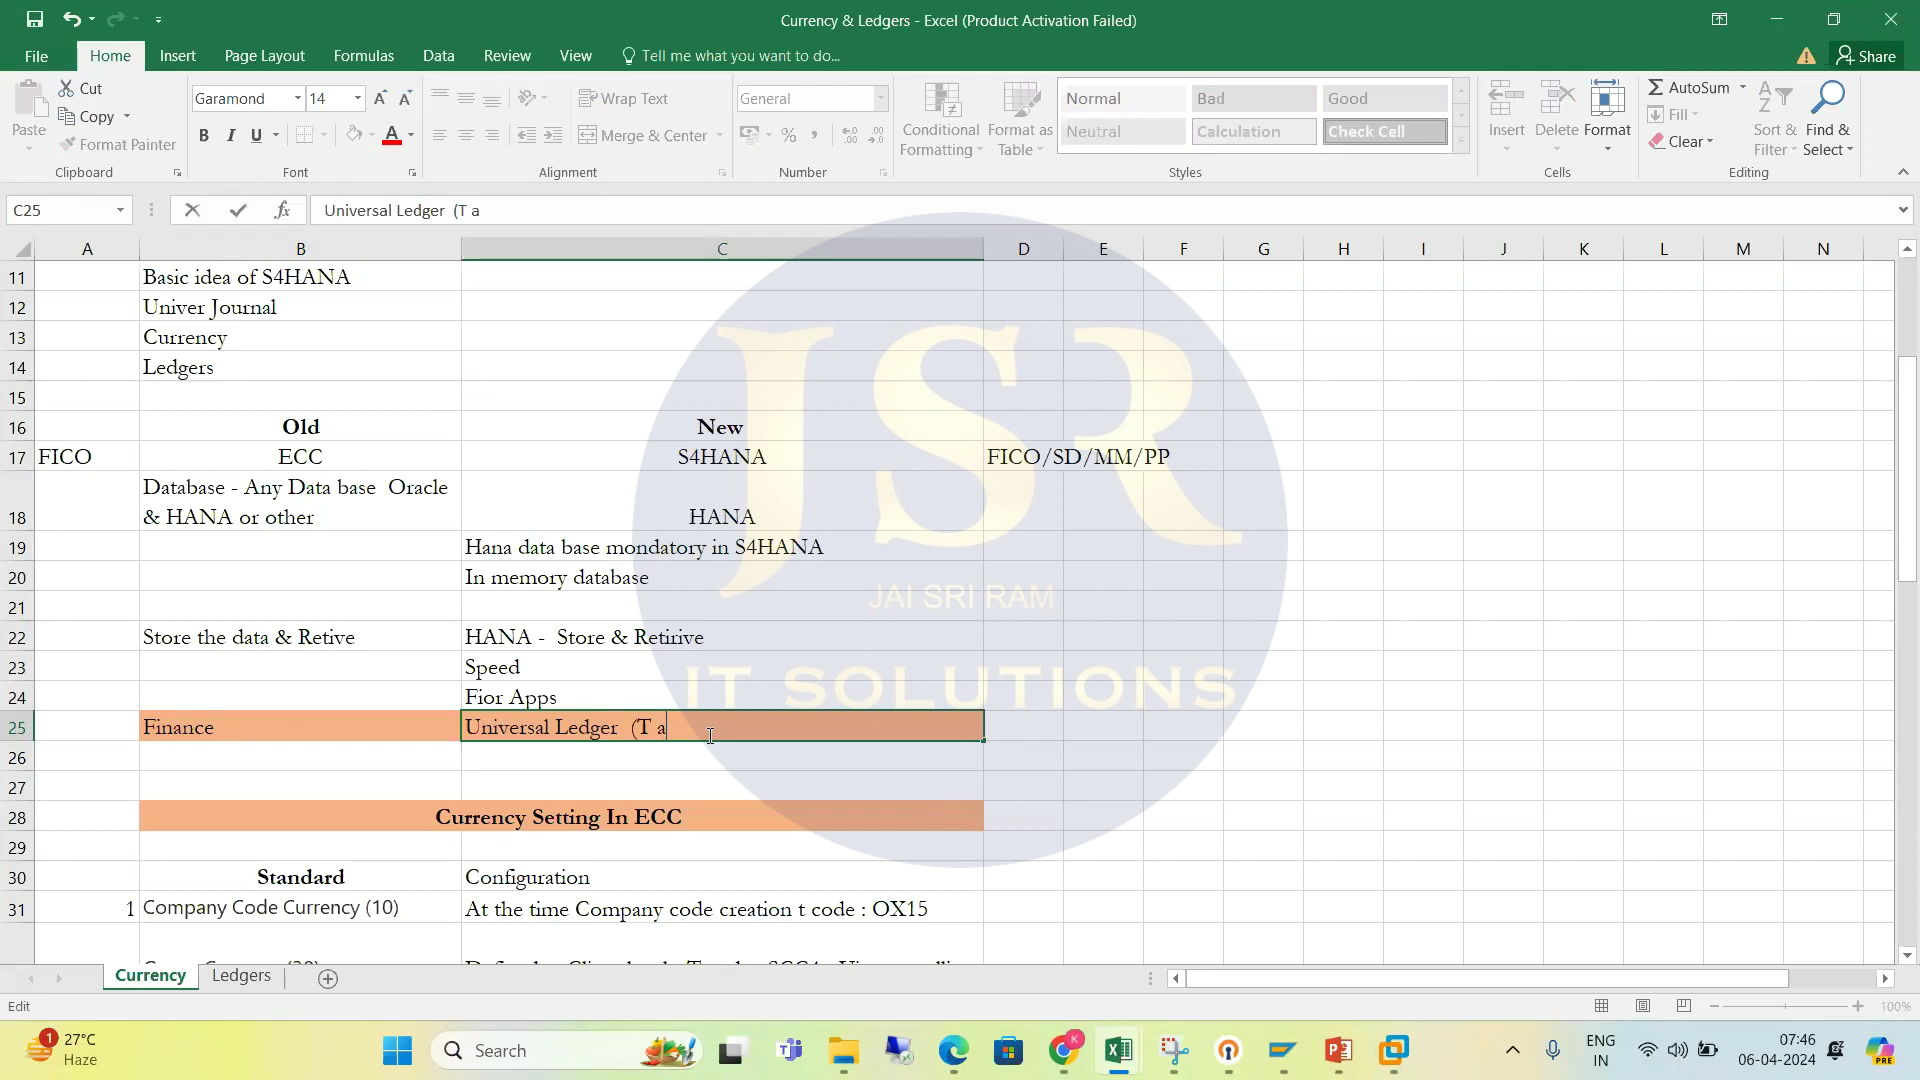 Currency & Ledgers - Excel (Product Activation Failed)
File Home Insert Page Layout Formulas Data Review View Tell me what you want to do... Share
Paste Cut Copy Format Painter
Clipboard
Garamond 14
B I U A
Font
Wrap Text
Merge & Center
Alignment
General
%
Number
Conditional Formatting
Format as Table
Normal Bad Good
Neutral Calculation Check Cell
Styles
Insert Delete Format
Cells
AutoSum
Fill
Clear
Sort & Filter
Find & Select
Editing
C25 fx Universal Ledger (T a
A B C D E F G H I J K L M N
11 Basic idea of S4HANA
12 Univer Journal
13 Currency
14 Ledgers
15
16 Old New
17 FICO ECC S4HANA FICO/SD/MM/PP
Database - Any Data base Oracle
18 & HANA or other HANA
19 Hana data base mandatory in S4HANA
20 In memory database
21
22 Store the data & Retive HANA - Store & Retirive
23 Speed
24 Fior Apps
25 Finance Universal Ledger (T a
26
27
28 Currency Setting In ECC
29
30 Standard Configuration
31 1 Company Code Currency (10) At the time Company code creation t code : OX15
JSR
JAI SRI RAM
IT SOLUTIONS
Currency Ledgers
Edit 100%
1 27°C
Haze
Search
K
PRE
ENG
IN
07:46
06-04-2024